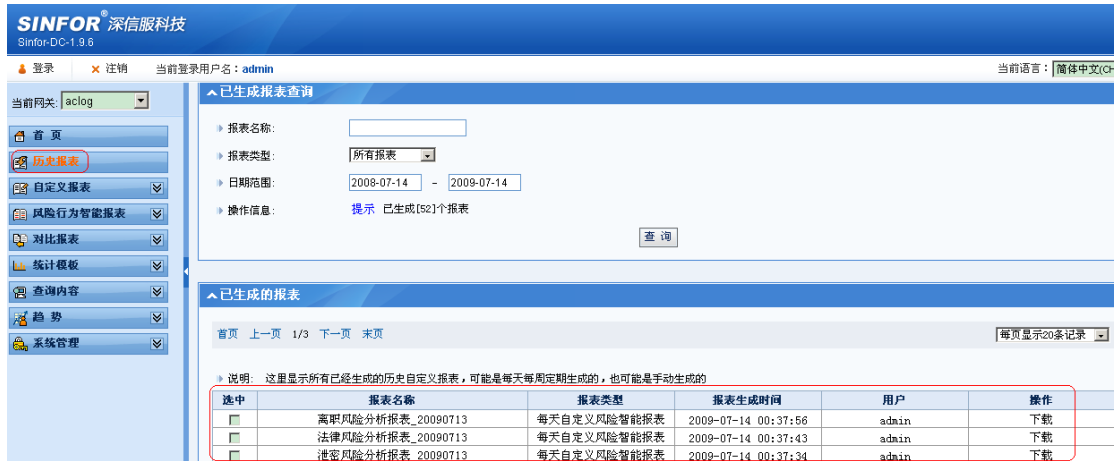 SINFOR® 深信服科技
Sinfor-DC-1.9.6
登录 注销 当前登录用户名：admin 当前语言： 简体中文(CH
当前网关: aclog
首 页
历史报表
自定义报表
风险行为智能报表
对比报表
统计模板
查询内容
趋 势
系统管理
已生成报表查询
报表名称:
报表类型: 所有报表
日期范围: 2008-07-14 - 2009-07-14
操作信息: 提示 已生成[52]个报表
查 询
已生成的报表
首页 上一页 1/3 下一页 末页 每页显示20条记录
说明: 这里显示所有已经生成的历史自定义报表，可能是每天每周定期生成的，也可能是手动生成的
选中 报表名称 报表类型 报表生成时间 用户 操作
离职风险分析报表_20090713 每天自定义风险智能报表 2009-07-14 00:37:56 admin 下载
法律风险分析报表_20090713 每天自定义风险智能报表 2009-07-14 00:37:43 admin 下载
泄密风险分析报表_20090713 每天自定义风险智能报表 2009-07-14 00:37:34 admin 下载